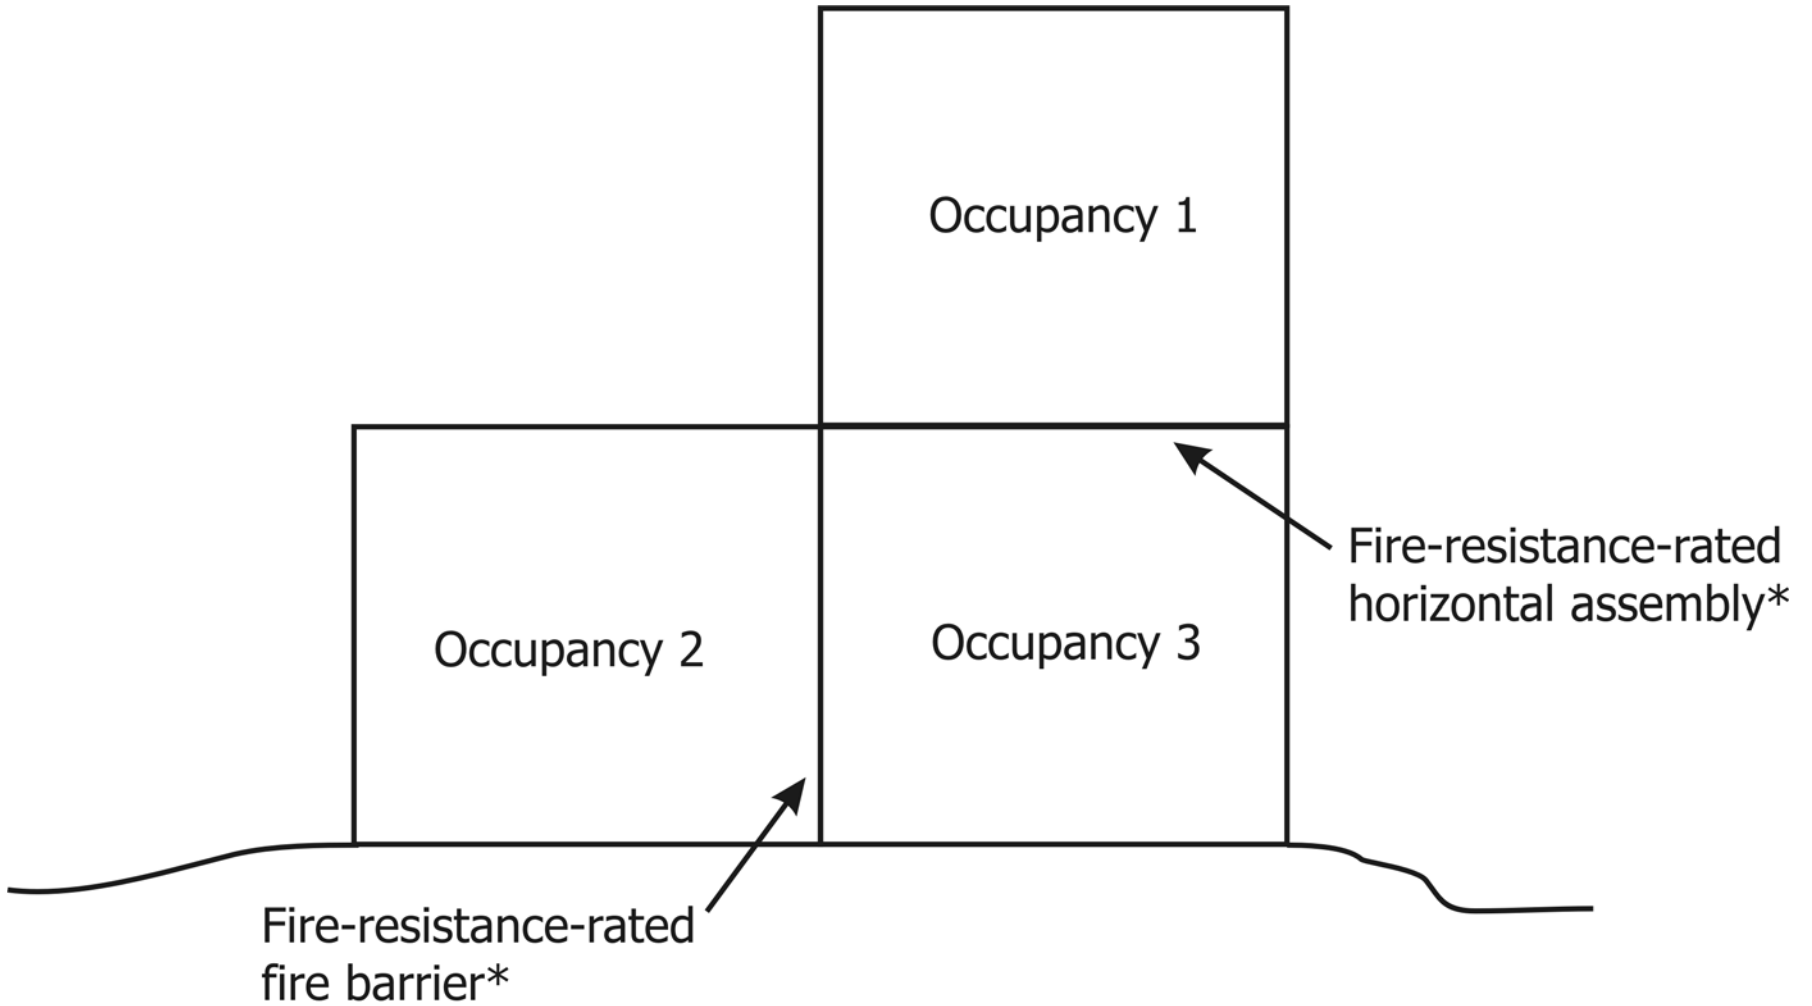 Occupancy 1
Occupancy 2
Occupancy 3
Fire-resistance-rated
horizontal assembly*
Fire-resistance-rated
fire barrier*